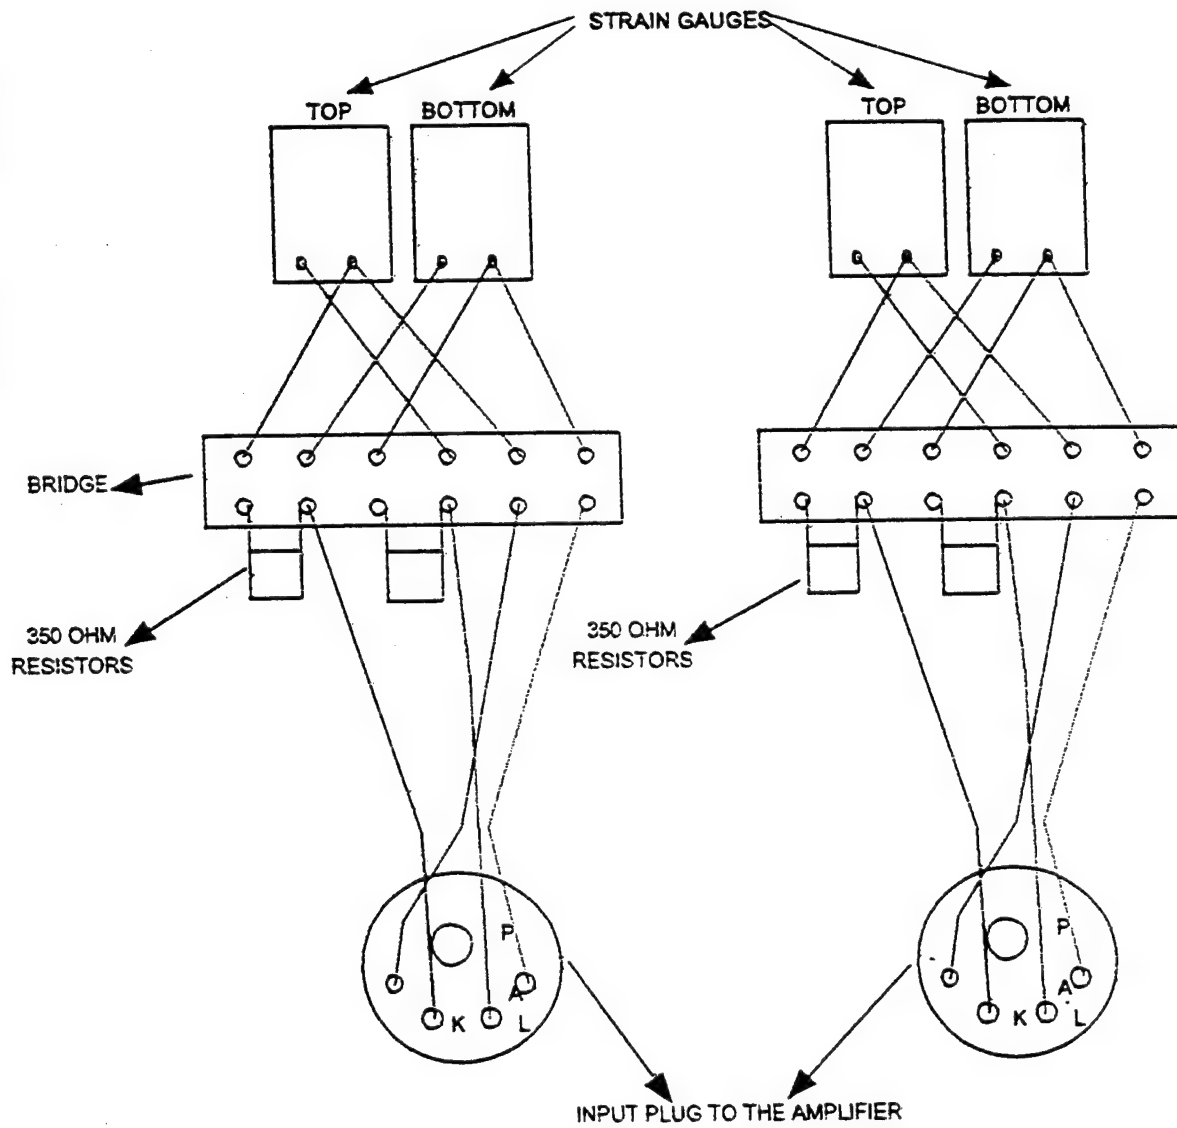 STRAIN GAUGES
TOP
BOTTOM
TOP
BOTTOM
BRIDGE
350 OHM
RESISTORS
350 OHM
RESISTORS
P
A
K
L
P
A
K
L
INPUT PLUG TO THE AMPLIFIER